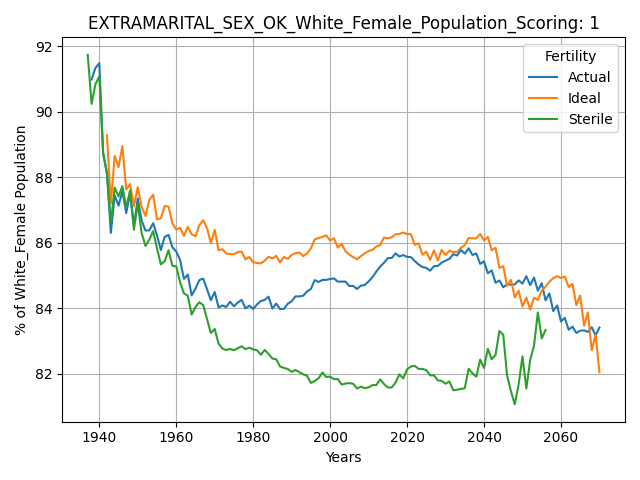 EXTRAMARITAL_SEX_OK_White_Female_Population_Scoring: 1
% of White_Female Population
92
90
88
86
84
82
Fertility
Actual
Ideal
Sterile
1940 1960 1980 2000 2020 2040 2060
Years